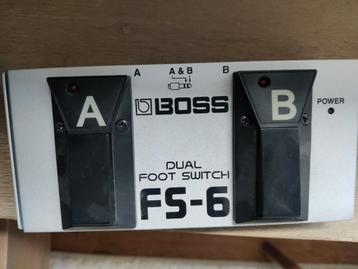 A A & B B
A B
BOSS
POWER
DUAL
FOOT SWITCH
FS-6